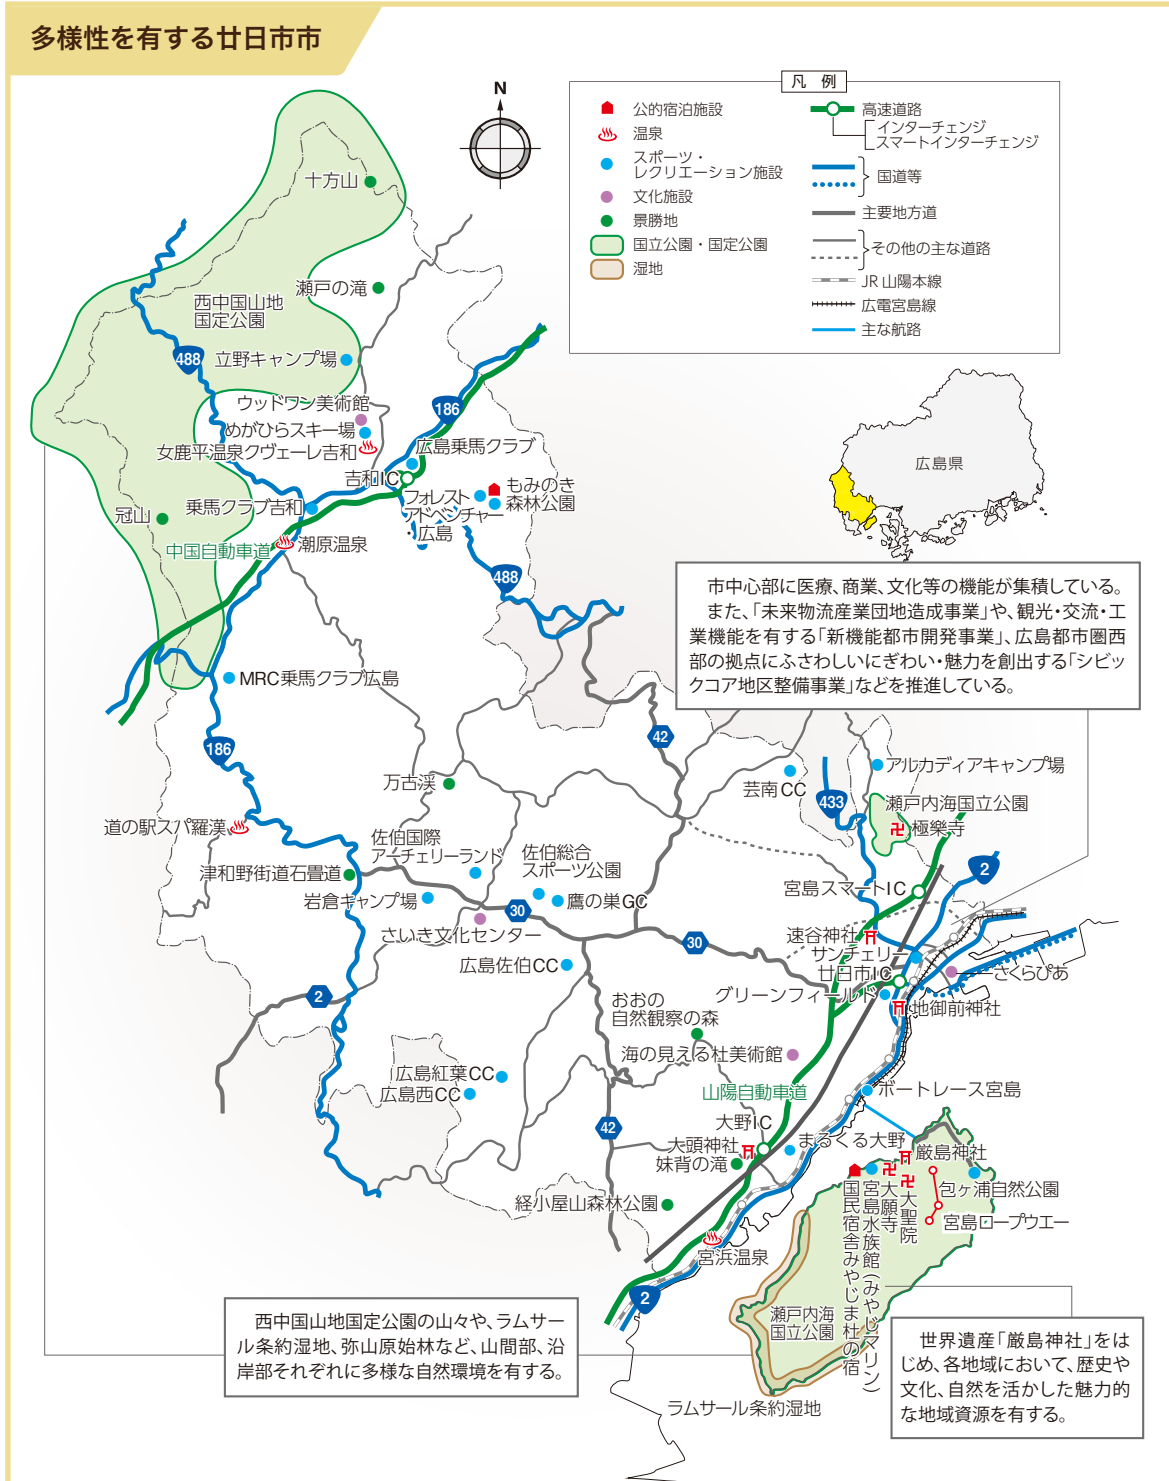 多様性を有する廿日市市
N
凡 例
公的宿泊施設
温泉
スポーツ・
レクリエーション施設
文化施設
景勝地
国立公園・国定公園
湿地
高速道路
インターチェンジ
スマートインターチェンジ
国道等
主要地方道
その他の主な道路
JR山陽本線
広電宮島線
主な航路
十方山
瀬戸の滝
西中国山地
国定公園
488
立野キャンプ場
ウッドワン美術館
186
めがひらスキー場
女鹿平温泉クヴェーレ吉和
広島乗馬クラブ
吉和IC
フォレスト
アドベンチャー
・広島
もみのき
森林公園
乗馬クラブ吉和
冠山
中国自動車道
潮原温泉
488
広島県
市中心部に医療、商業、文化等の機能が集積している。
また、「未来物流産業団地造成事業」や、観光・交流・工
業機能を有する「新機能都市開発事業」、広島都市圏西
部の拠点にふさわしいにぎわい・魅力を創出する「シビッ
クコア地区整備事業」などを推進している。
MRC乗馬クラブ広島
186
42
万古渓
芸南CC
アルカディアキャンプ場
433
瀬戸内海国立公園
極樂寺
道の駅スパ羅漢
佐伯国際
アーチェリーランド
佐伯総合
スポーツ公園
津和野街道石畳道
岩倉キャンプ場
30
鷹の巣GC
宮島スマートIC
2
さいき文化センター
30
速谷神社
サンチェリー
廿日市IC
さくらぴあ
広島佐伯CC
2
グリーンフィールド
地御前神社
おおの
自然観察の森
海の見える杜美術館
広島紅葉CC
広島西CC
山陽自動車道
ボートレース宮島
42
大野IC
まるくる大野
大頭神社
妹背の滝
厳島神社
包ヶ浦自然公園
宮島ロープウエー
大聖院
大願寺
宮島水族館(みやじマリン)
国民宿舎みやじま杜の宿
経小屋山森林公園
宮浜温泉
2
瀬戸内海
国立公園
ラムサール条約湿地
西中国山地国定公園の山々や、ラムサー
ル条約湿地、弥山原始林など、山間部、沿
岸部それぞれに多様な自然環境を有する。
世界遺産「厳島神社」をは
じめ、各地域において、歴史や
文化、自然を活かした魅力的
な地域資源を有する。